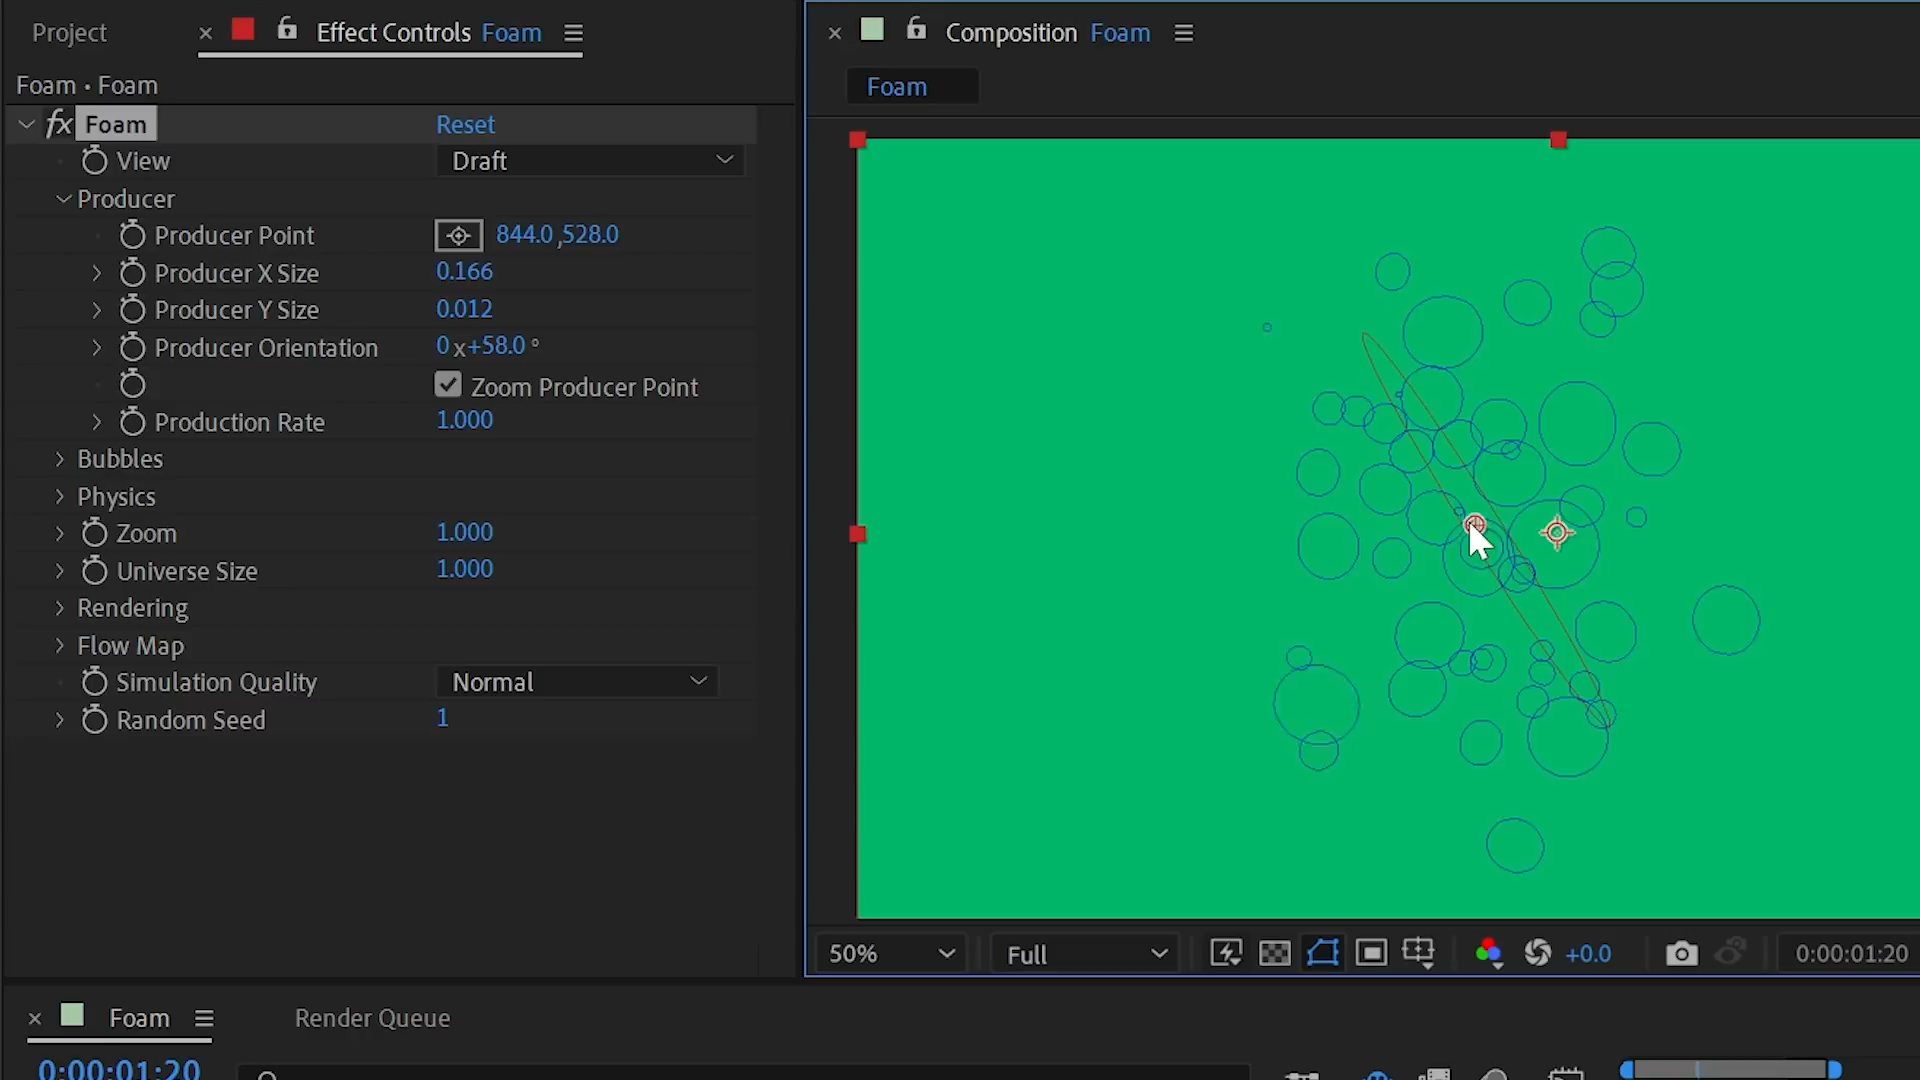 Project
Effect Controls Foam
Foam • Foam
fx Foam Reset
View Draft
Producer
Producer Point 844.0,528.0
Producer X Size 0.166
Producer Y Size 0.012
Producer Orientation 0x+58.0°
Zoom Producer Point
Production Rate 1.000
Bubbles
Physics
Zoom 1.000
Universe Size 1.000
Rendering
Flow Map
Simulation Quality Normal
Random Seed 1
Composition Foam
Foam
50% Full +0.0 0:00:01:20
Foam Render Queue
0:00:01:20